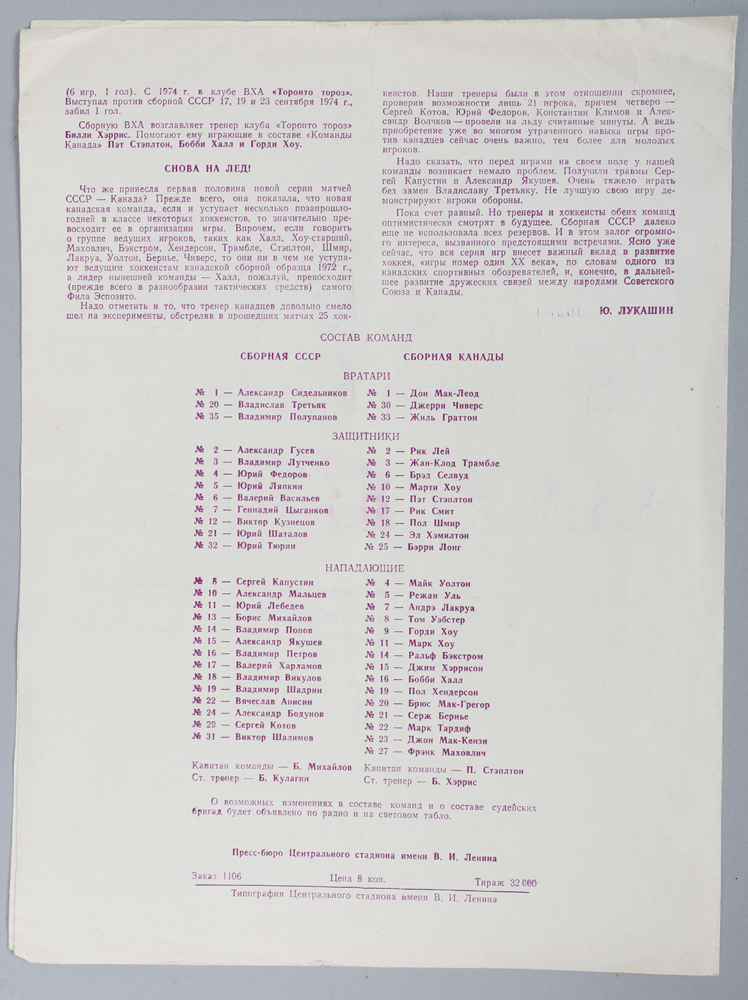 (6 игр, 1 гол). С 1974 г. в клубе ВХА «Торонто торoз».
Выступал против сборной СССР 17, 19 и 23 сентября 1974 г.,
забил 1 гол.
Сборную ВХА возглавляет тренер клуба «Торонто торoз»
Билли Хэррис. Помогают ему играющие в составе «Команды
Канада» Пэт Стэплтон, Бобби Халл и Горди Хоу.
СНОВА НА ЛЕД!
Что же принесла первая половина новой серии матчей
СССР — Канада? Прежде всего, она показала, что новая
канадская команда, если и уступает несколько позапрошло-
годней в классе некоторых хоккеистов, то значительно пре-
восходит ее в организации игры. Впрочем, если говорить
о группе ведущих игроков, таких как Халл, Хоу-старший,
Маховлич, Бэкстром, Хендерсон, Трамбле, Стэплтон, Шмир,
Лакруа, Уолтон, Бернье, Чиверс, то они ни в чем не уступа-
ют ведущим хоккеистам канадской сборной образца 1972 г.,
а лидер нынешней команды — Халл, пожалуй, превосходит
(прежде всего в разнообразии тактических средств) самого
Фила Эспозито.
Надо отметить и то, что тренер канадцев довольно смело
шел на эксперименты, обстреляв в прошедших матчах 25 хок-
кеистов. Наши тренеры были в этом отношении скромнее,
проверив возможности лишь 21 игрока, причем четверо —
Сергей Котов, Юрий Федоров, Константин Климов и Алек-
сандр Волчков — провели на льду считанные минуты. А ведь
приобретение уже во многом утраченного навыка игры про-
тив канадцев сейчас очень важно, тем более для молодых
игроков.
Надо сказать, что перед играми на своем поле у нашей
команды возникает немало проблем. Получили травмы Сер-
гей Капустин и Александр Якушев. Очень тяжело играть
без замен Владиславу Третьяку. Не лучшую свою игру де-
монстрируют игроки обороны.
Пока счет равный. Но тренеры и хоккеисты обеих команд
оптимистически смотрят в будущее. Сборная СССР далеко
еще не использовала всех резервов. И в этом залог огромно-
го интереса, вызванного предстоящими встречами. Ясно уже
сейчас, что вся серия игр внесет важный вклад в развитие
хоккея, «игры номер один XX века», по словам одного из
канадских спортивных обозревателей, и, конечно, в дальней-
шее развитие дружеских связей между народами Советского
Союза и Канады.
Ю. ЛУКАШИН
СОСТАВ КОМАНД
СБОРНАЯ СССР СБОРНАЯ КАНАДЫ
ВРАТАРИ
№ 1 — Александр Сидельников № 1 — Дон Мак-Леод
№ 20 — Владислав Третьяк № 30 — Джерри Чиверс
№ 35 — Владимир Полупанов № 33 — Жиль Граттон
ЗАЩИТНИКИ
№ 2 — Александр Гусев № 2 — Рик Лей
№ 3 — Владимир Лутченко № 3 — Жан-Клод Трамбле
№ 4 — Юрий Федоров № 6 — Брэд Селвуд
№ 5 — Юрий Ляпкин № 10 — Марти Хоу
№ 6 — Валерий Васильев № 12 — Пэт Стэплтон
№ 7 — Геннадий Цыганков № 17 — Рик Смит
№ 12 — Виктор Кузнецов № 18 — Пол Шмир
№ 21 — Юрий Шаталов № 24 — Эл Хэмилтон
№ 32 — Юрий Тюрин № 25 — Бэрри Лонг
НАПАДАЮЩИЕ
№ 8 — Сергей Капустин № 4 — Майк Уолтон
№ 10 — Александр Мальцев № 5 — Режан Уль
№ 11 — Юрий Лебедев № 7 — Андрэ Лакруа
№ 13 — Борис Михайлов № 8 — Том Уэбстер
№ 14 — Владимир Попов № 9 — Горди Хоу
№ 15 — Александр Якушев № 11 — Марк Хоу
№ 16 — Владимир Петров № 14 — Ральф Бэкстром
№ 17 — Валерий Харламов № 15 — Джим Хэррисон
№ 18 — Владимир Викулов № 16 — Бобби Халл
№ 19 — Владимир Шадрин № 19 — Пол Хендерсон
№ 22 — Вячеслав Анисин № 20 — Брюс Мак-Грегор
№ 24 — Александр Бодунов № 21 — Серж Бернье
№ 29 — Сергей Котов № 22 — Марк Тардиф
№ 31 — Виктор Шалимов № 23 — Джон Мак-Кензи
№ 27 — Фрэнк Маховлич
Капитан команды — Б. Михайлов Капитан команды — П. Стэплтон
Ст. тренер — Б. Кулагин Ст. тренер — Б. Хэррис
О возможных изменениях в составе команд и о составе судейских
бригад будет объявлено по радио и на световом табло.
Пресс-бюро Центрального стадиона имени В. И. Ленина
Заказ 1106 Цена 8 коп. Тираж 32 000
Типография Центрального стадиона имени В. И. Ленина